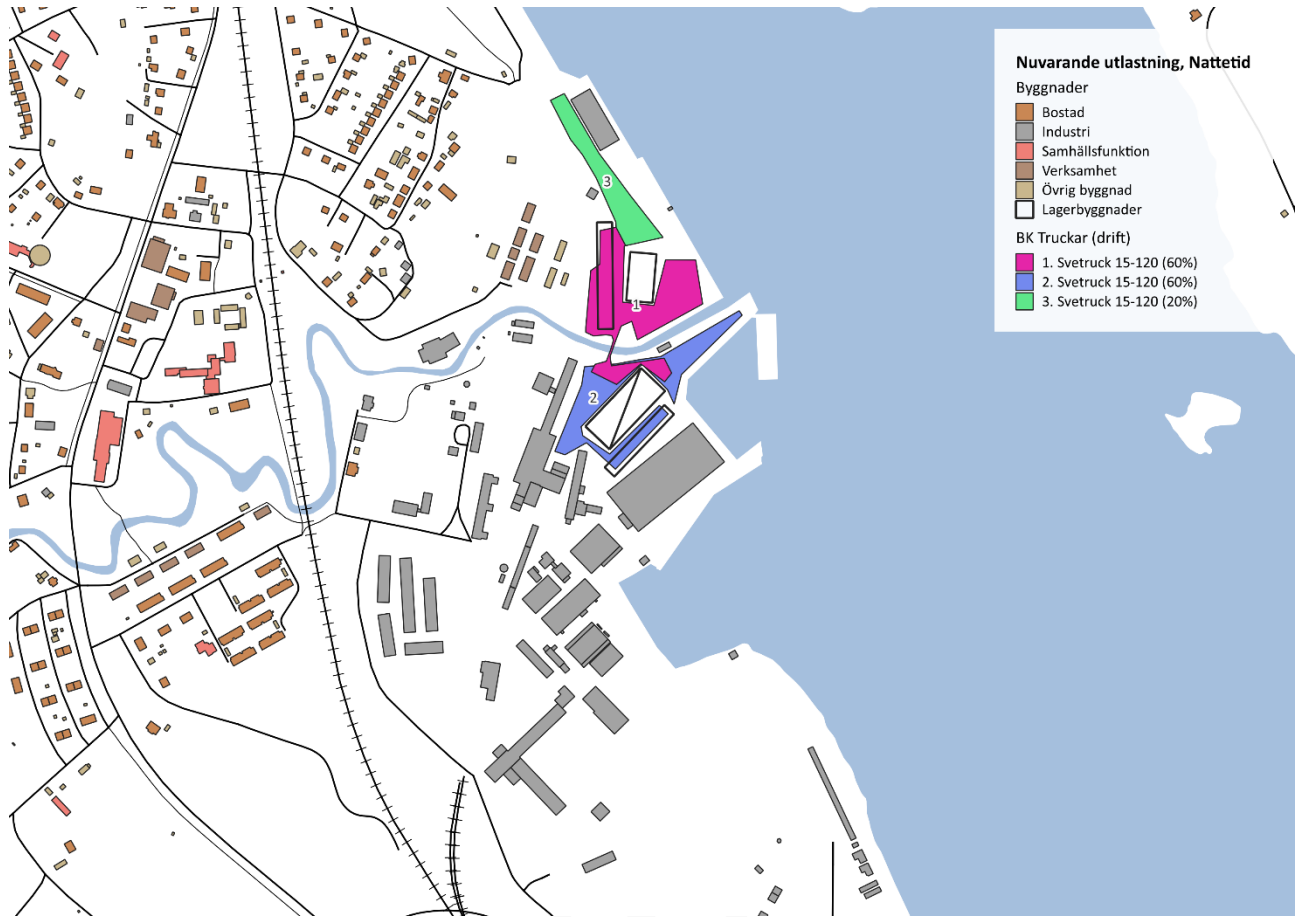 Nuvarande utlastning, Nattetid
Byggnader
Bostad
Industri
Samhällsfunktion
Verksamhet
Övrig byggnad
Lagerbyggnader
BK Truckar (drift)
1. Svetruck 15-120 (60%)
2. Svetruck 15-120 (60%)
3. Svetruck 15-120 (20%)
3
1
2